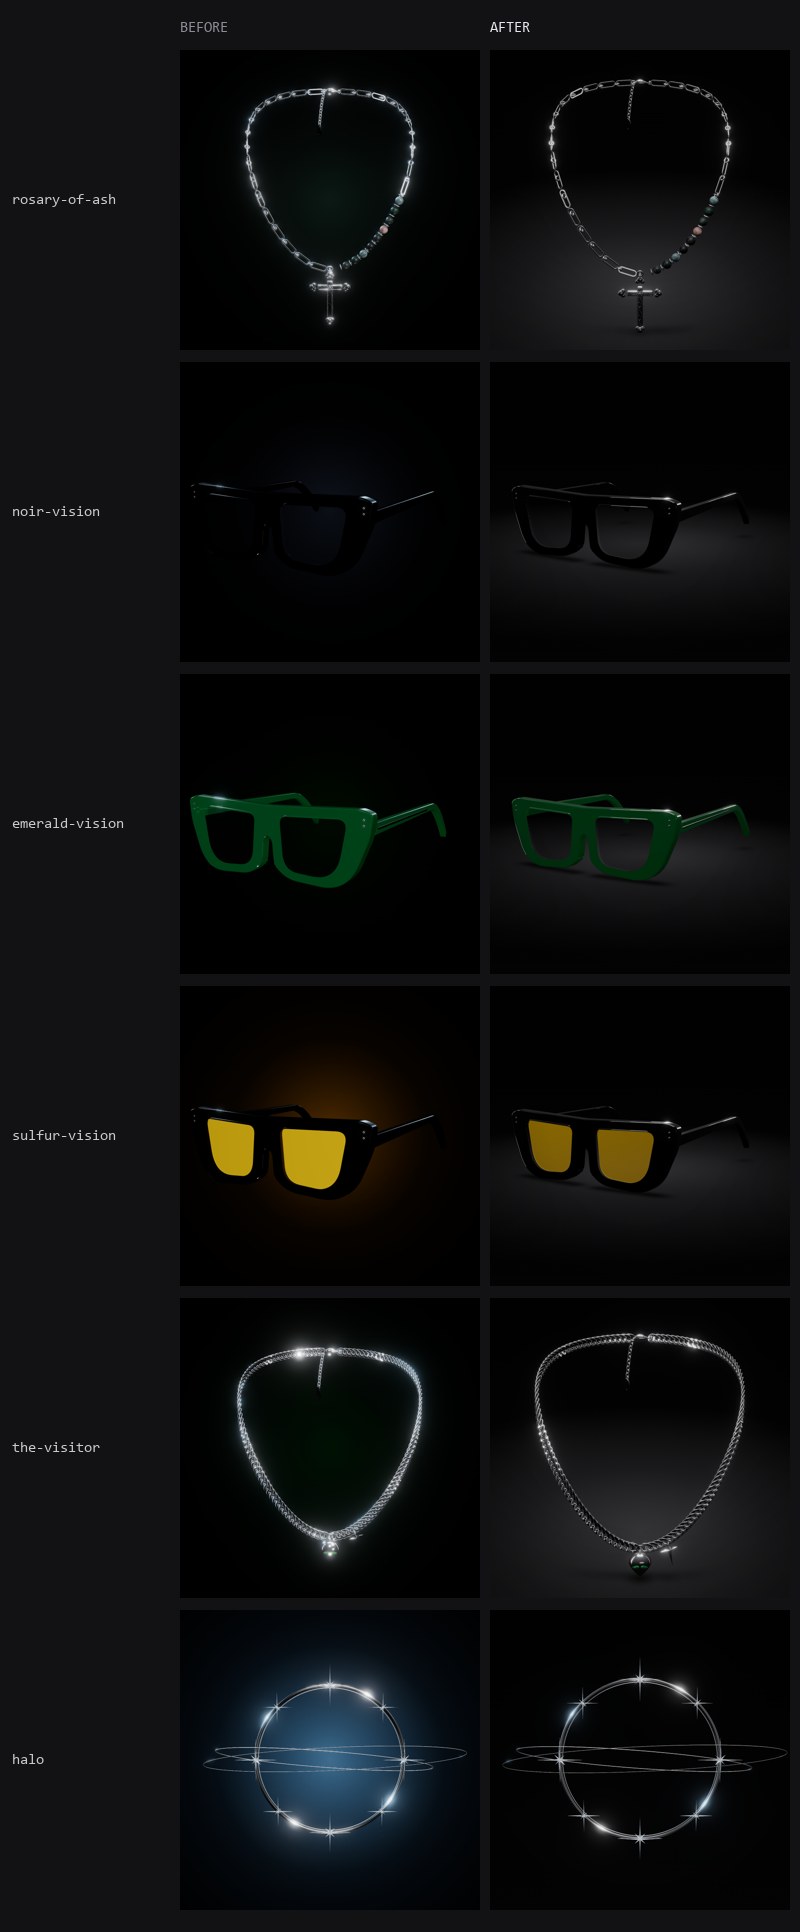 BEFORE AFTER
rosary-of-ash
noir-vision
emerald-vision
sulfur-vision
the-visitor
halo